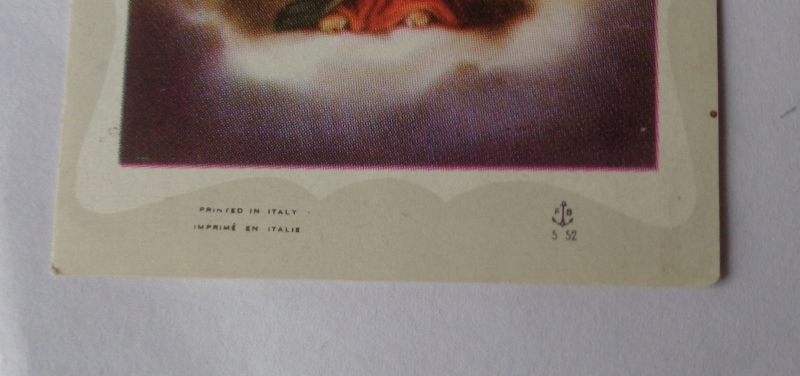 PRINTED IN ITALY
IMPRIMÉ EN ITALIE
F B
S 52